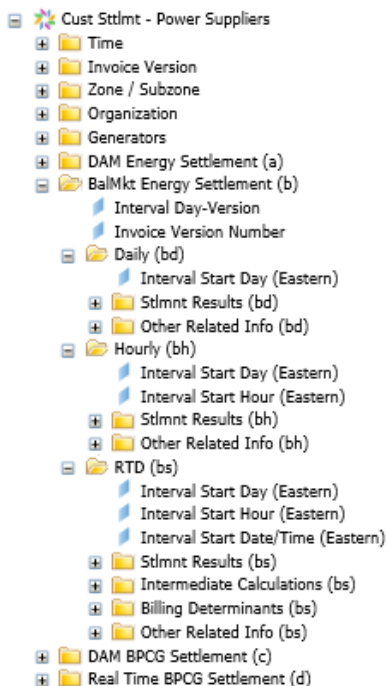 Cust Sttlmt - Power Suppliers
Time
Invoice Version
Zone / Subzone
Organization
Generators
DAM Energy Settlement (a)
BalMkt Energy Settlement (b)
Interval Day-Version
Invoice Version Number
Daily (bd)
Interval Start Day (Eastern)
Stlmnt Results (bd)
Other Related Info (bd)
Hourly (bh)
Interval Start Day (Eastern)
Interval Start Hour (Eastern)
Stlmnt Results (bh)
Other Related Info (bh)
RTD (bs)
Interval Start Day (Eastern)
Interval Start Hour (Eastern)
Interval Start Date/Time (Eastern)
Stlmnt Results (bs)
Intermediate Calculations (bs)
Billing Determinants (bs)
Other Related Info (bs)
DAM BPCG Settlement (c)
Real Time BPCG Settlement (d)